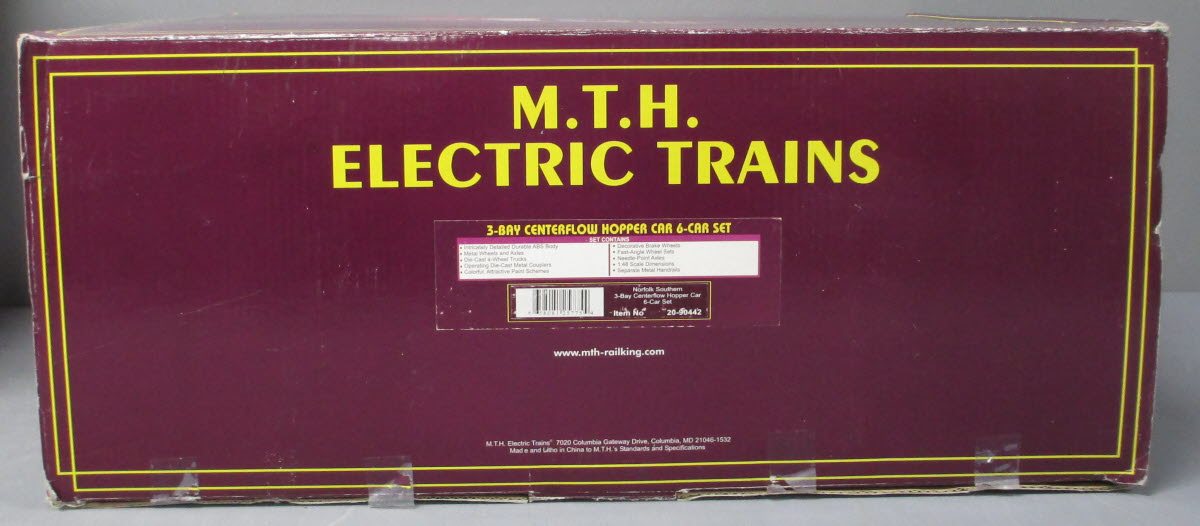 M.T.H.
ELECTRIC TRAINS
3-BAY CENTERFLOW HOPPER CAR 6-CAR SET
SET CONTAINS
• Intricately Detailed Durable ABS Body
• Metal Wheels and Axles
• Die-Cast 4-Wheel Trucks
• Operating Die-Cast Metal Couplers
• Colorful, Attractive Paint Schemes
• Decorative Brake Wheels
• Fast-Angle Wheel Sets
• Needle-Point Axles
• 1:48 Scale Dimensions
• Separate Metal Handrails
Norfolk Southern
3-Bay Centerflow Hopper Car
6-Car Set
Item No 20-90442
www.mth-railking.com
M.T.H. Electric Trains® 7020 Columbia Gateway Drive, Columbia, MD 21046-1532
Made and Litho in China to M.T.H.'s Standards and Specifications